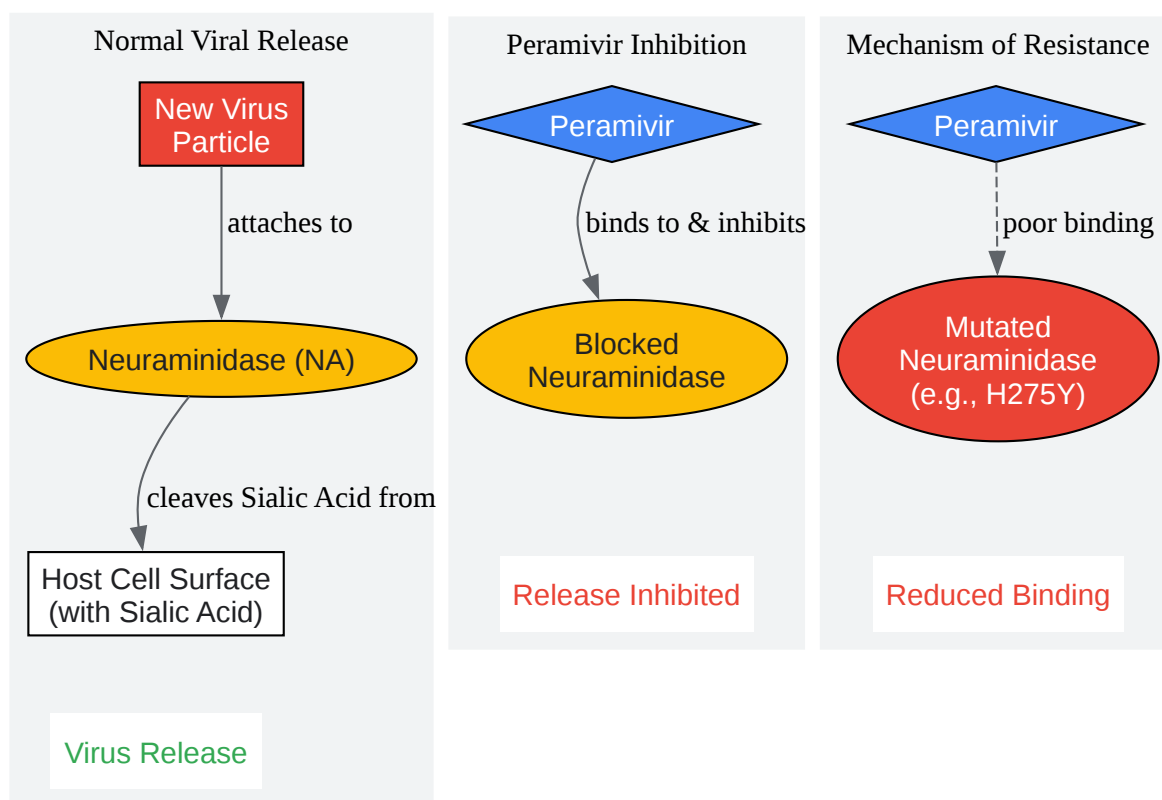 Normal Viral Release
New Virus
Particle
attaches to
Neuraminidase (NA)
cleaves Sialic Acid from
Host Cell Surface
(with Sialic Acid)
Virus Release
Peramivir Inhibition
Peramivir
binds to & inhibits
Blocked
Neuraminidase
Release Inhibited
Mechanism of Resistance
Peramivir
poor binding
Mutated
Neuraminidase
(e.g., H275Y)
Reduced Binding